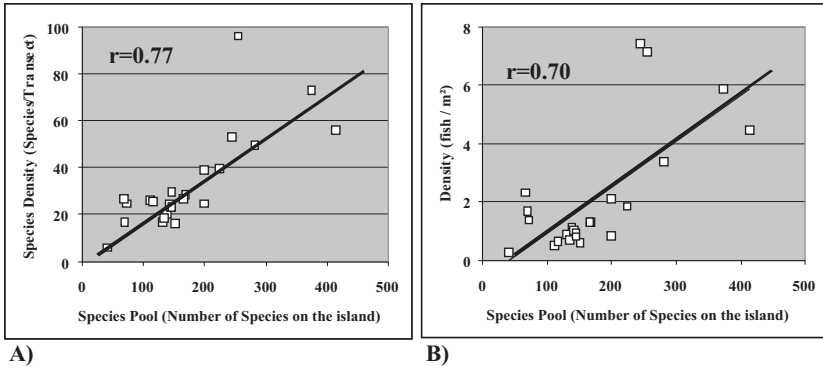 100
80
60
40
20
0
Species Density (Species/Transect)
r=0.77
0 100 200 300 400 500
Species Pool (Number of Species on the island)
A)
8
6
4
2
0
Density (fish / m²)
r=0.70
0 100 200 300 400 500
Species Pool (Number of Species on the island)
B)